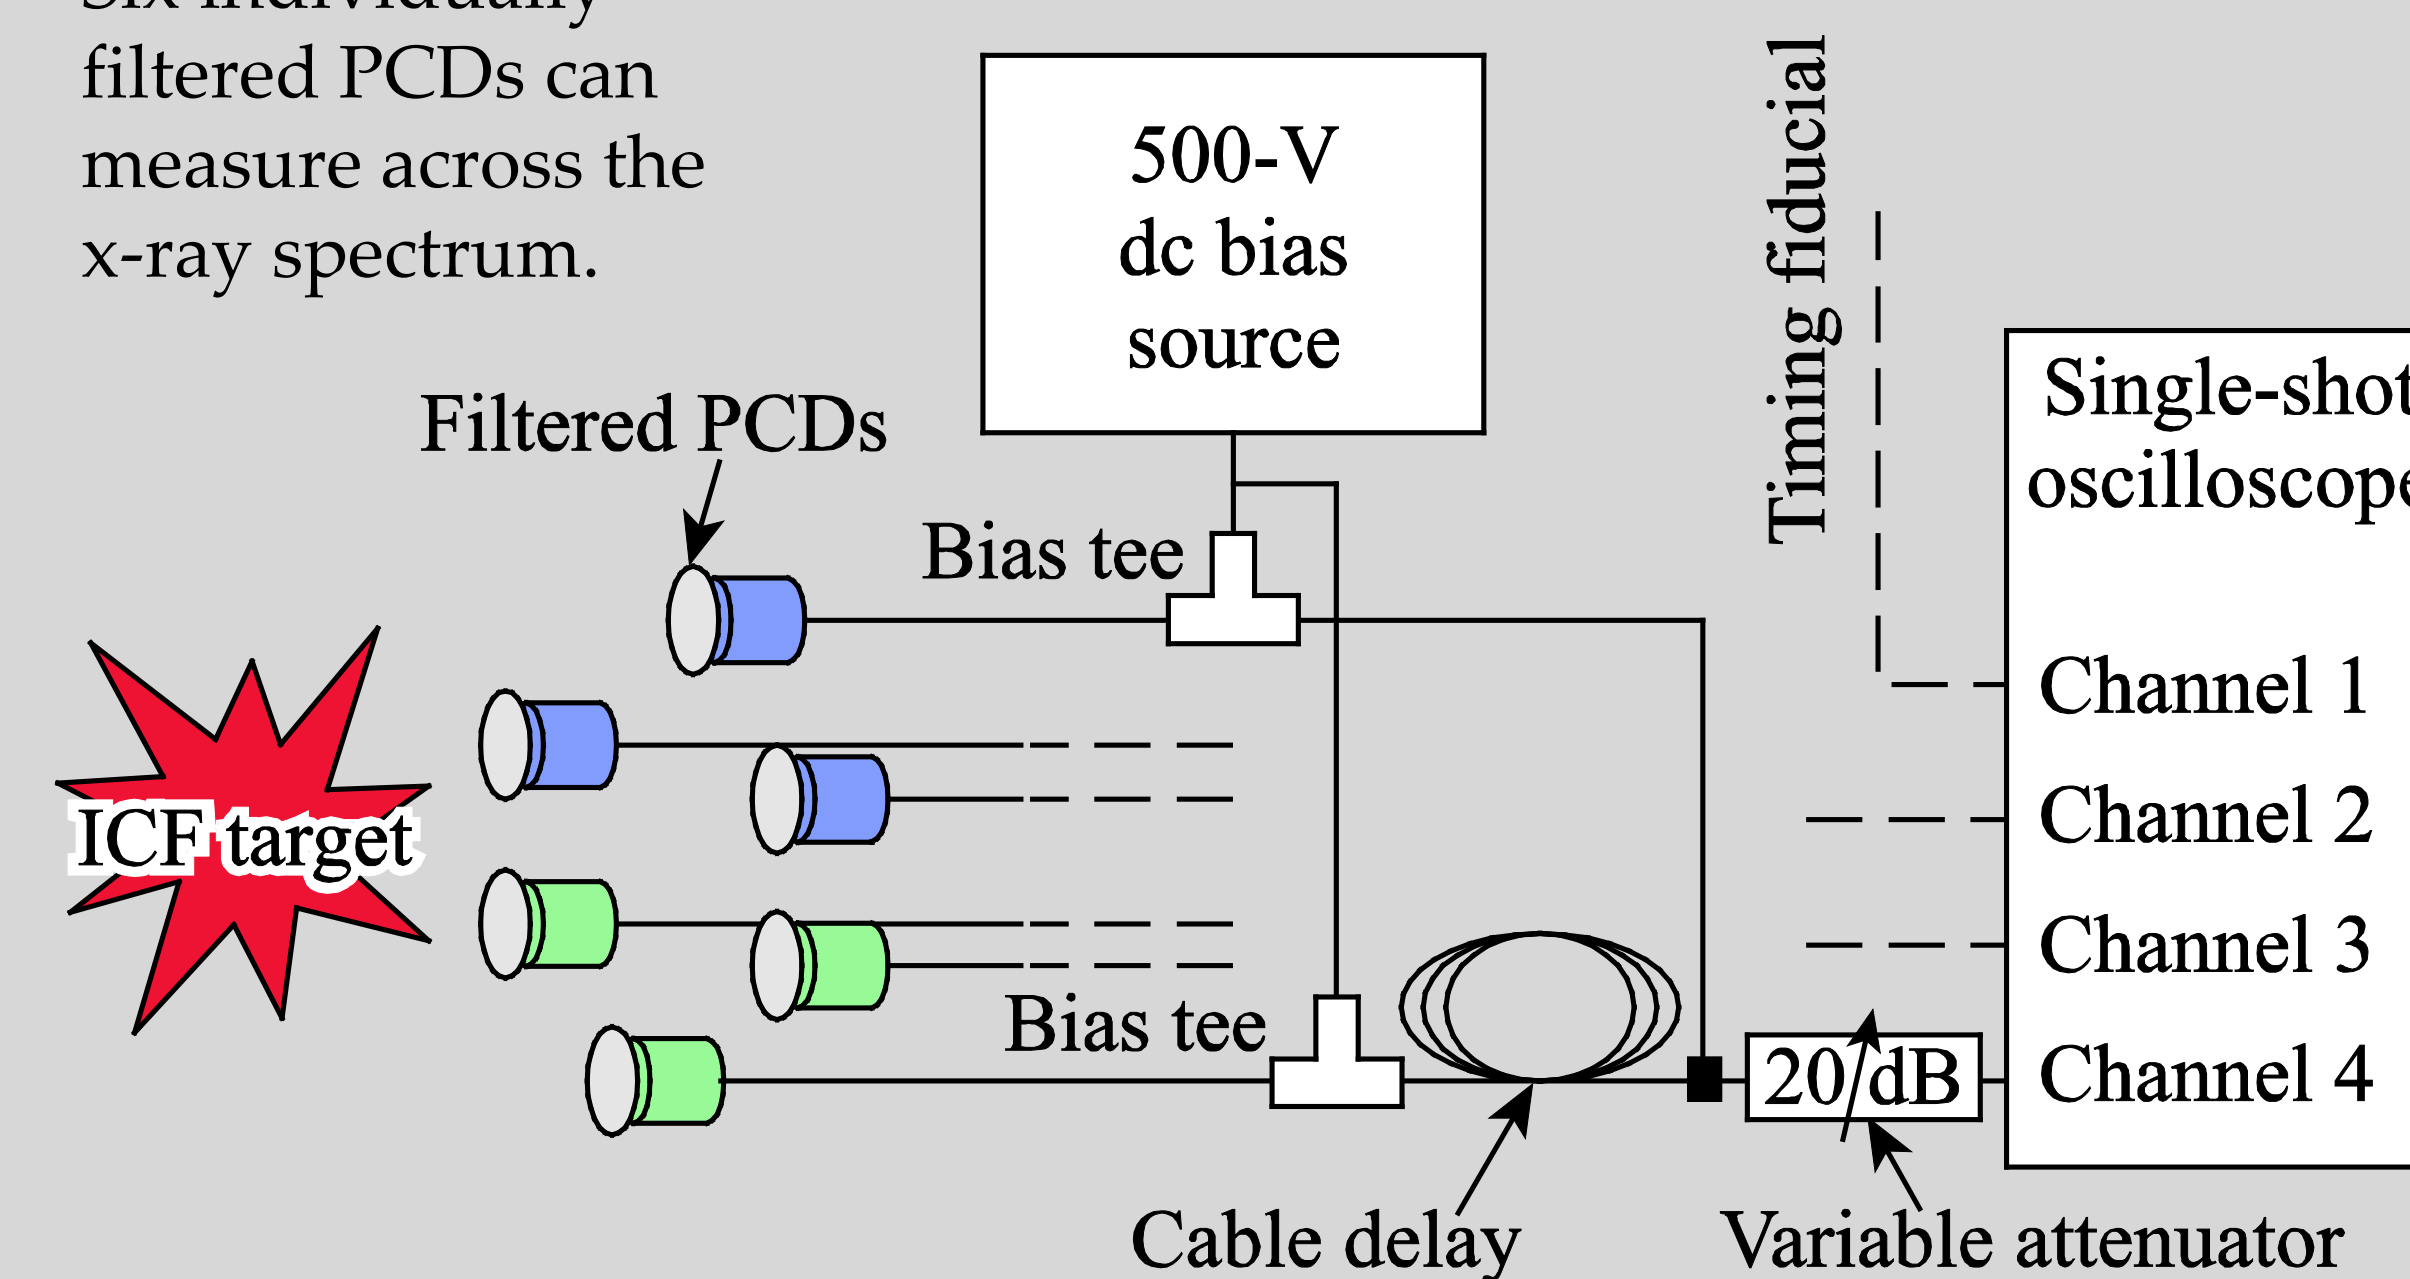 Six individually
filtered PCDs can
measure across the
x-ray spectrum.
500-V
dc bias
source
Timing fiducial
Single-shot
oscilloscope
Filtered PCDs
Bias tee
Channel 1
ICF target
Channel 2
Channel 3
Bias tee
20 dB
Channel 4
Cable delay
Variable attenuator